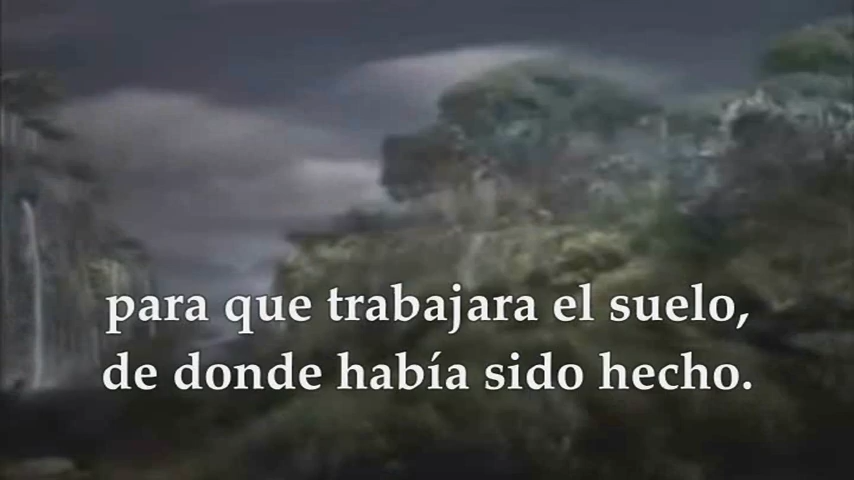 para que trabajara el suelo,
de donde había sido hecho.